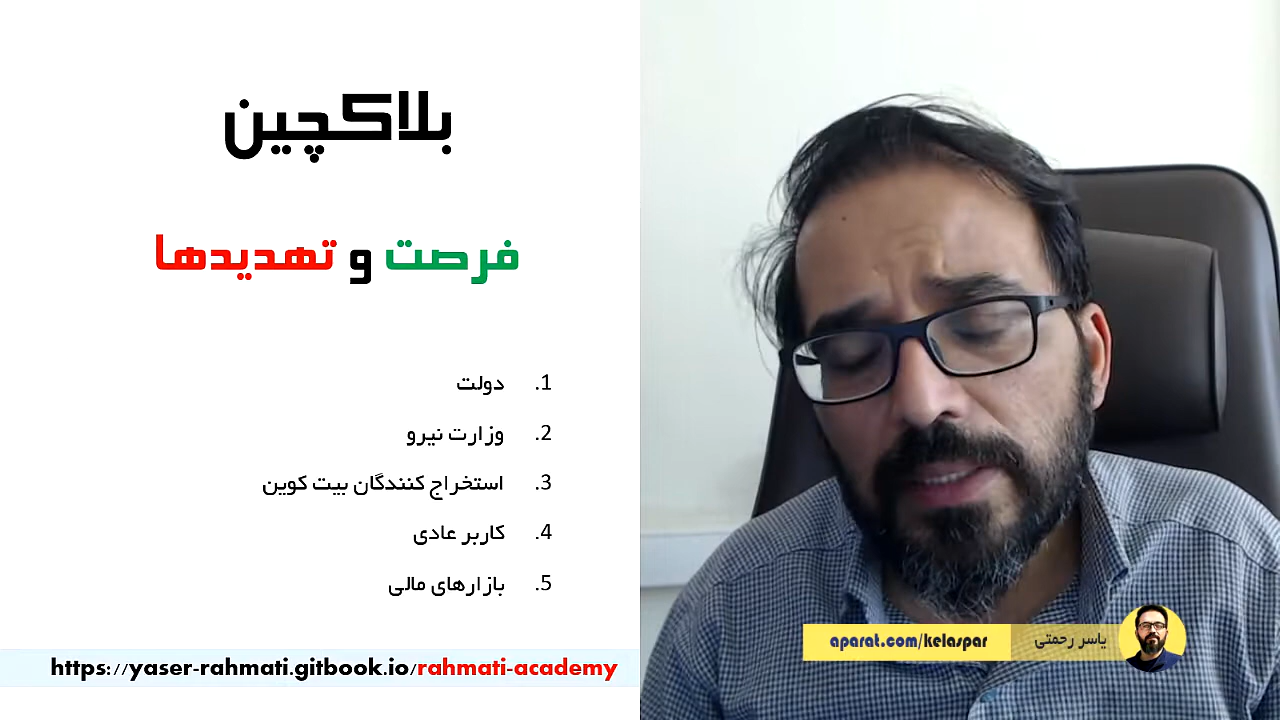 بلاکچین
فرصت و تهدیدها
1. دولت
2. وزارت نیرو
3. استخراج کنندگان بیت کوین
4. کاربر عادی
5. بازارهای مالی
https://yaser-rahmati.gitbook.io/rahmati-academy
aparat.com/kelaspar
یاسر رحمتی